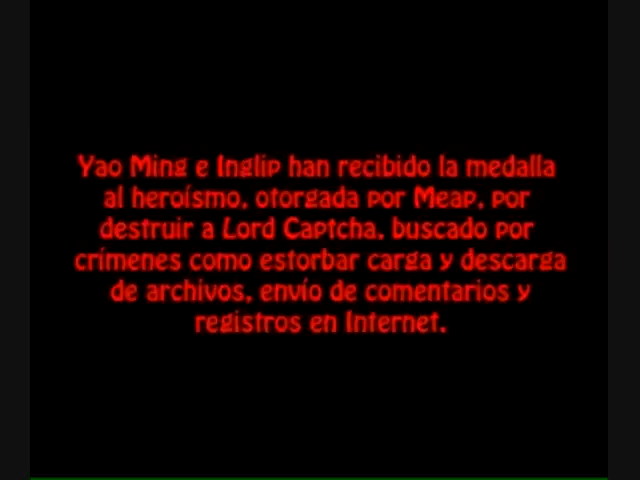 Yao Ming e Inglip han recibido la medalla
al heroísmo, otorgada por Meap, por
destruir a Lord Captcha, buscado por
crímenes como estorbar carga y descarga
de archivos, envío de comentarios y
registros en Internet.